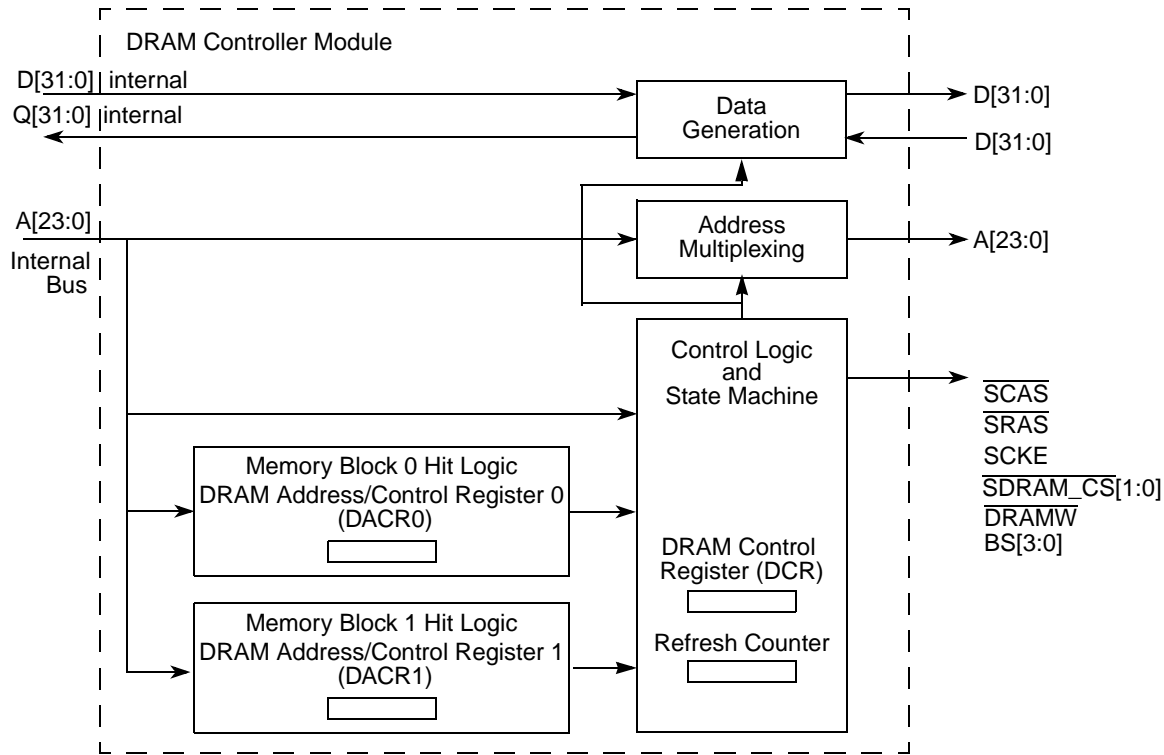 DRAM Controller Module
D[31:0] internal
Q[31:0] internal
Data
Generation
D[31:0]
D[31:0]
A[23:0]
Internal
Bus
Address
Multiplexing
A[23:0]
Control Logic
and
State Machine
SCAS
SRAS
SCKE
SDRAM_CS[1:0]
DRAMW
BS[3:0]
Memory Block 0 Hit Logic
DRAM Address/Control Register 0
(DACR0)
DRAM Control
Register (DCR)
Memory Block 1 Hit Logic
DRAM Address/Control Register 1
(DACR1)
Refresh Counter